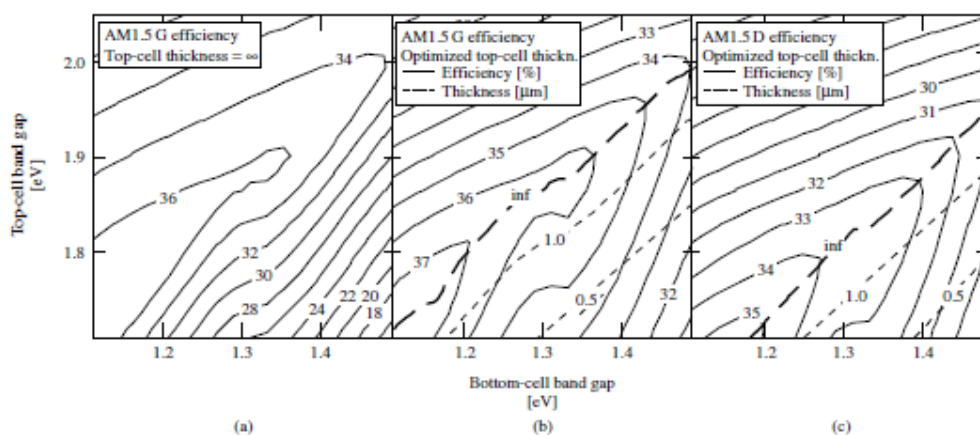 AM1.5 G efficiency
Top-cell thickness = ∞
AM1.5 G efficiency
Optimized top-cell thickn.
Efficiency [%]
Thickness [μm]
AM1.5 D efficiency
Optimized top-cell thickn.
Efficiency [%]
Thickness [μm]
Top-cell band gap
[eV]
2.0
1.9
1.8
34
36
32
30
28
24
22
20
18
33
34
35
36
inf
37
1.0
0.5
32
30
31
32
33
inf
34
35
1.0
0.5
1.2
1.3
1.4
1.2
1.3
1.4
1.2
1.3
1.4
Bottom-cell band gap
[eV]
(a)
(b)
(c)